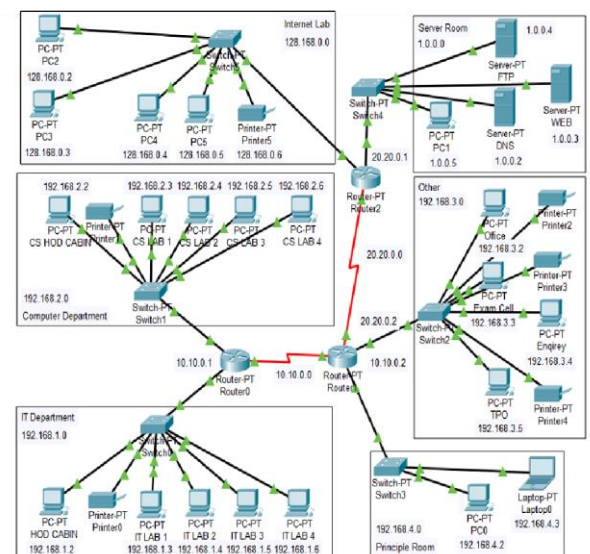 Internet Lab
128.168.0.0
PC-PT
PC2
128.168.0.2
Switch-PT
PC-PT
PC3
128.168.0.3
PC-PT
PC4
128.168.0.4
PC-PT
PC5
128.168.0.5
Printer-PT
Printer5
128.168.0.6
Server Room
1.0.0.0
1.0.0.4
Server-PT
FTP
Switch-PT
Switch4
PC-PT
PC1
1.0.0.5
Server-PT
DNS
1.0.0.2
Server-PT
WEB
1.0.0.3
20.20.0.1
Router-PT
Router2
20.20.0.0
20.20.0.2
192.168.2.2
192.168.2.3
192.168.2.4
192.168.2.5
192.168.2.6
PC-PT
CS HOD CABIN
Printer-PT
PC-PT
CS LAB 1
PC-PT
CS LAB 2
PC-PT
CS LAB 3
PC-PT
CS LAB 4
192.168.2.0
Computer Department
Switch-PT
Switch1
Other
192.168.3.0
PC-PT
Office
192.168.3.2
Printer-PT
Printer2
Printer-PT
Printer3
PC-PT
Exam Cell
192.168.3.3
Switch-PT
Switch2
PC-PT
Enqirey
192.168.3.4
PC-PT
TPO
192.168.3.5
Printer-PT
Printer4
10.10.0.1
Router-PT
Router0
10.10.0.0
10.10.0.2
Router-PT
IT Department
192.168.1.0
Switch-PT
PC-PT
HOD CABIN
192.168.1.2
Printer-PT
Printer0
PC-PT
IT LAB 1
192.168.1.3
PC-PT
IT LAB 2
192.168.1.4
PC-PT
IT LAB 3
192.168.1.5
PC-PT
IT LAB 4
192.168.1.6
Switch-PT
Switch3
192.168.4.0
Principle Room
PC-PT
PC0
192.168.4.2
Laptop-PT
Laptop0
192.168.4.3